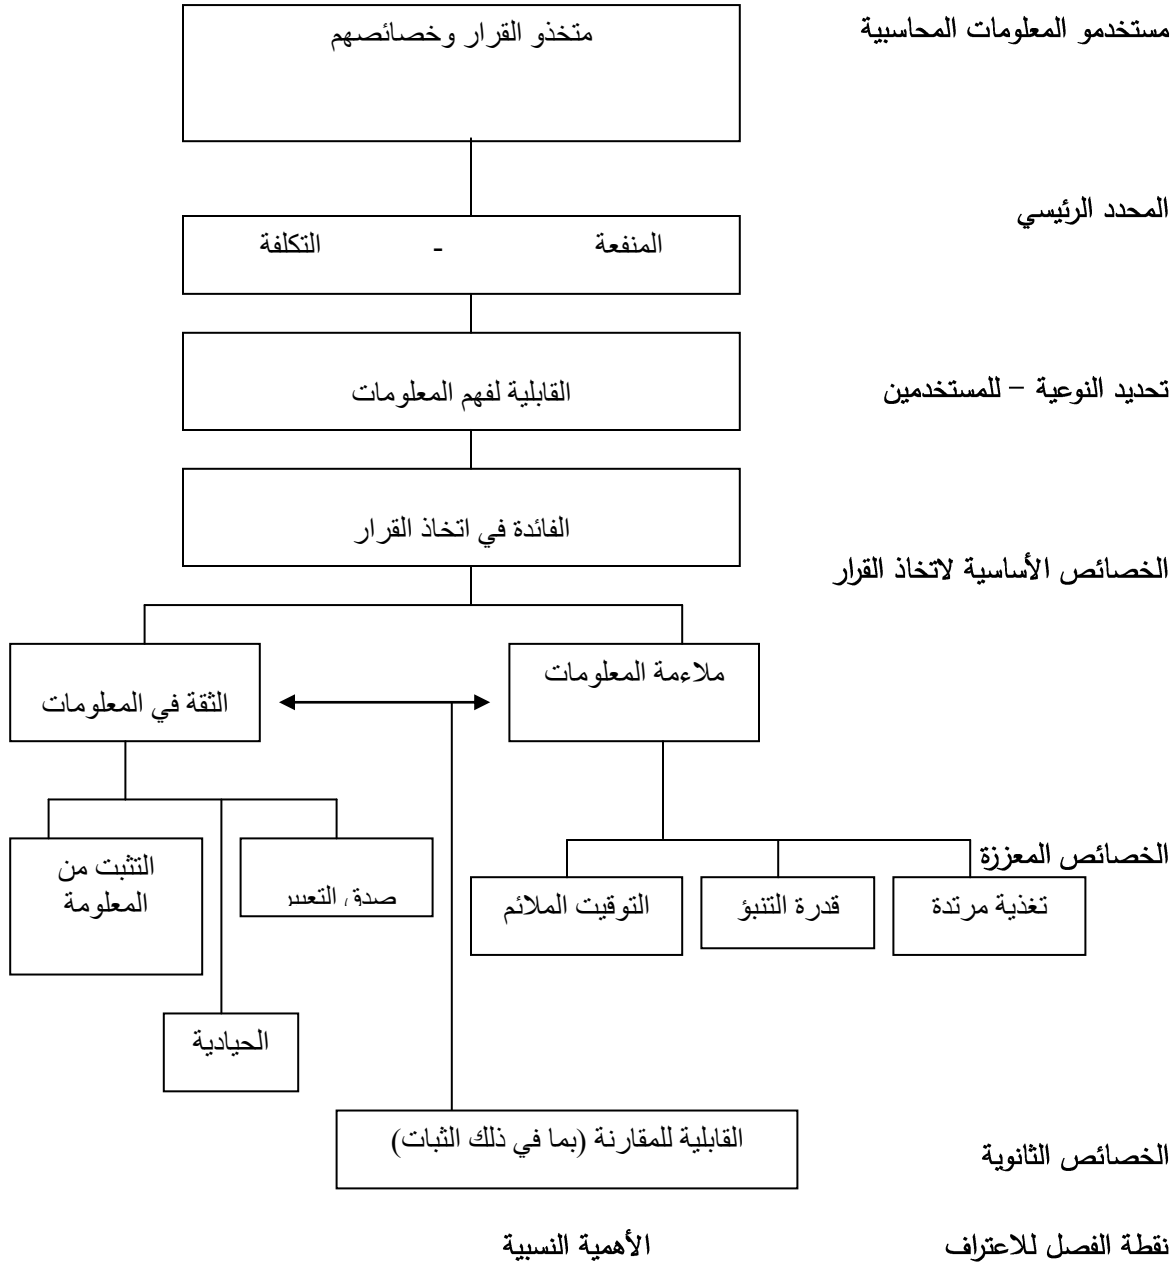 مستخدمو المعلومات المحاسبية
متخذو القرار وخصائصهم
المحدد الرئيسي
المنفعة - التكلفة
تحديد النوعية – للمستخدمين
القابلية لفهم المعلومات
الفائدة في اتخاذ القرار
الخصائص الأساسية لاتخاذ القرار
ملاءمة المعلومات
الثقة في المعلومات
الخصائص المعززة
تغذية مرتدة
قدرة التنبؤ
التوقيت الملائم
صدق التعبير
التثبت من
المعلومة
الحيادية
القابلية للمقارنة (بما في ذلك الثبات)
الخصائص الثانوية
نقطة الفصل للاعتراف
الأهمية النسبية